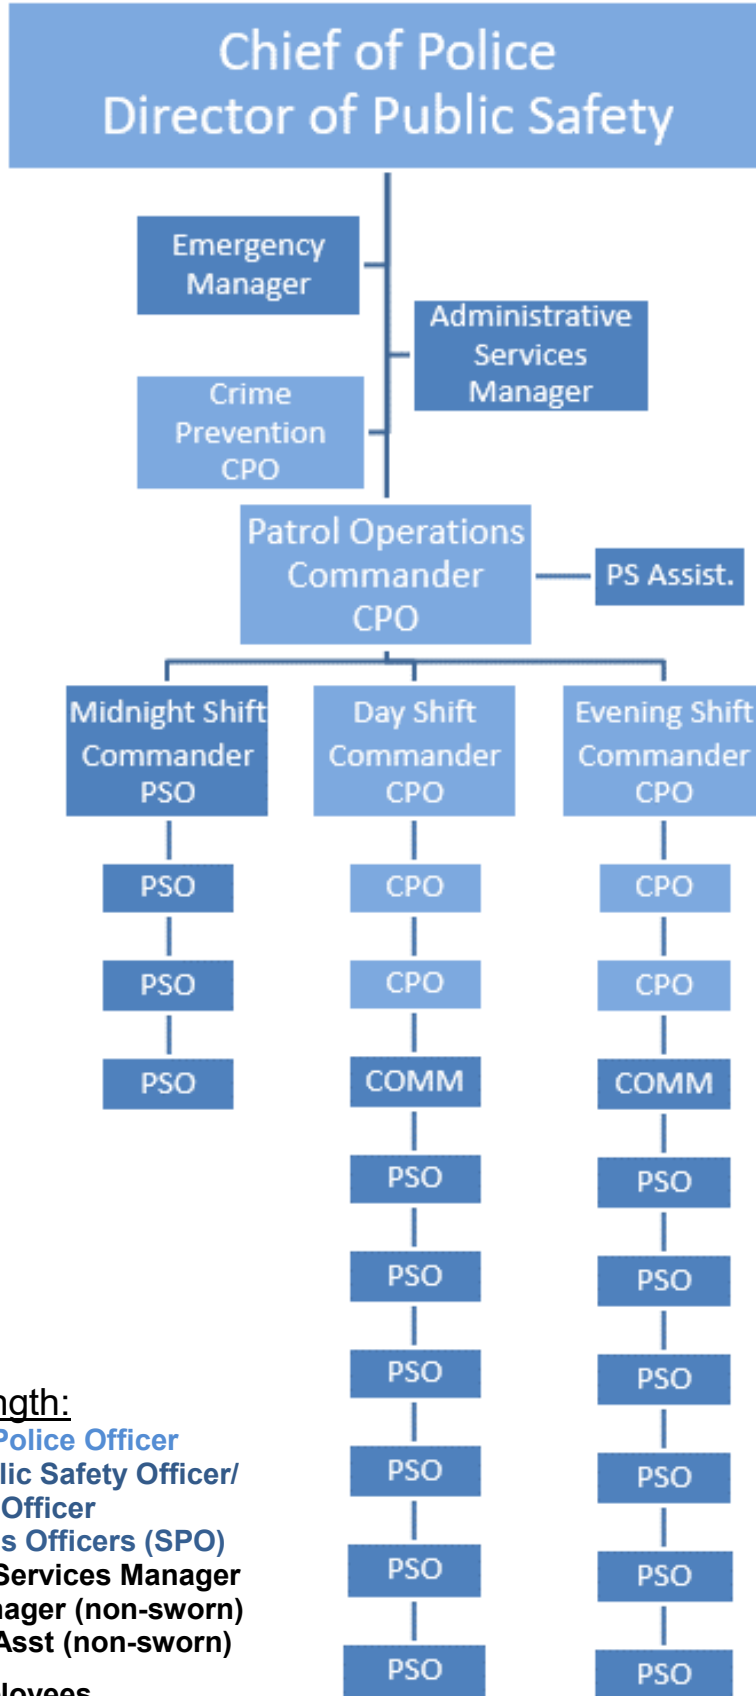 Chief of Police
Director of Public Safety
Emergency
Manager
Administrative
Services
Manager
Crime
Prevention
CPO
Patrol Operations
Commander
CPO
PS Assist.
Midnight Shift
Commander
PSO
Day Shift
Commander
CPO
Evening Shift
Commander
CPO
PSO
CPO
CPO
PSO
CPO
CPO
PSO
COMM
COMM
PSO
PSO
PSO
PSO
PSO
PSO
PSO
PSO
PSO
PSO
PSO
PSO
ngth:
Police Officer
lic Safety Officer/
Officer
s Officers (SPO)
Services Manager
nager (non-sworn)
Asst (non-sworn)
loyees